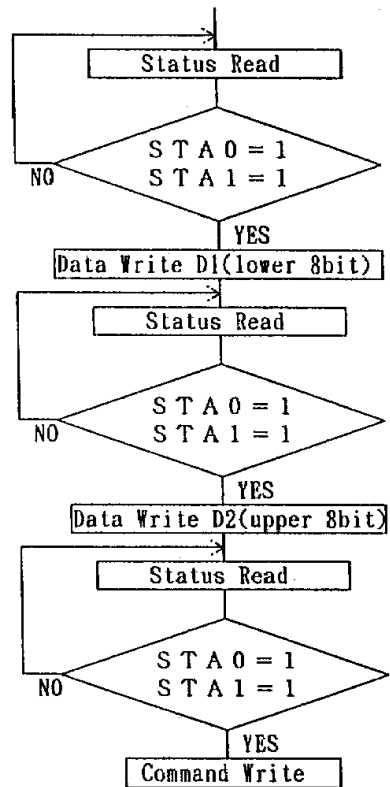 Status Read
STA0=1
STA1=1
NO
YES
Data Write D1(lower 8bit)
Status Read
STA0=1
STA1=1
NO
YES
Data Write D2(upper 8bit)
Status Read
STA0=1
STA1=1
NO
YES
Command Write